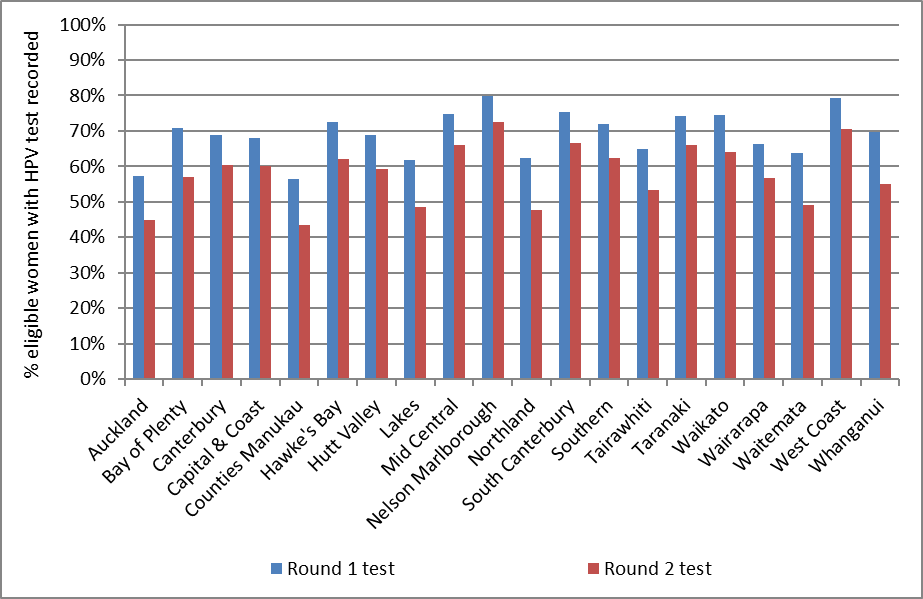 % eligible women with HPV test recorded
100%
90%
80%
70%
60%
50%
40%
30%
20%
10%
0%
Auckland
Bay of Plenty
Canterbury
Capital & Coast
Counties Manukau
Hawke's Bay
Hutt Valley
Lakes
Mid Central
Nelson Marlborough
Northland
South Canterbury
Southern
Tairawhiti
Taranaki
Waikato
Wairarapa
Waitemata
West Coast
Whanganui
Round 1 test
Round 2 test